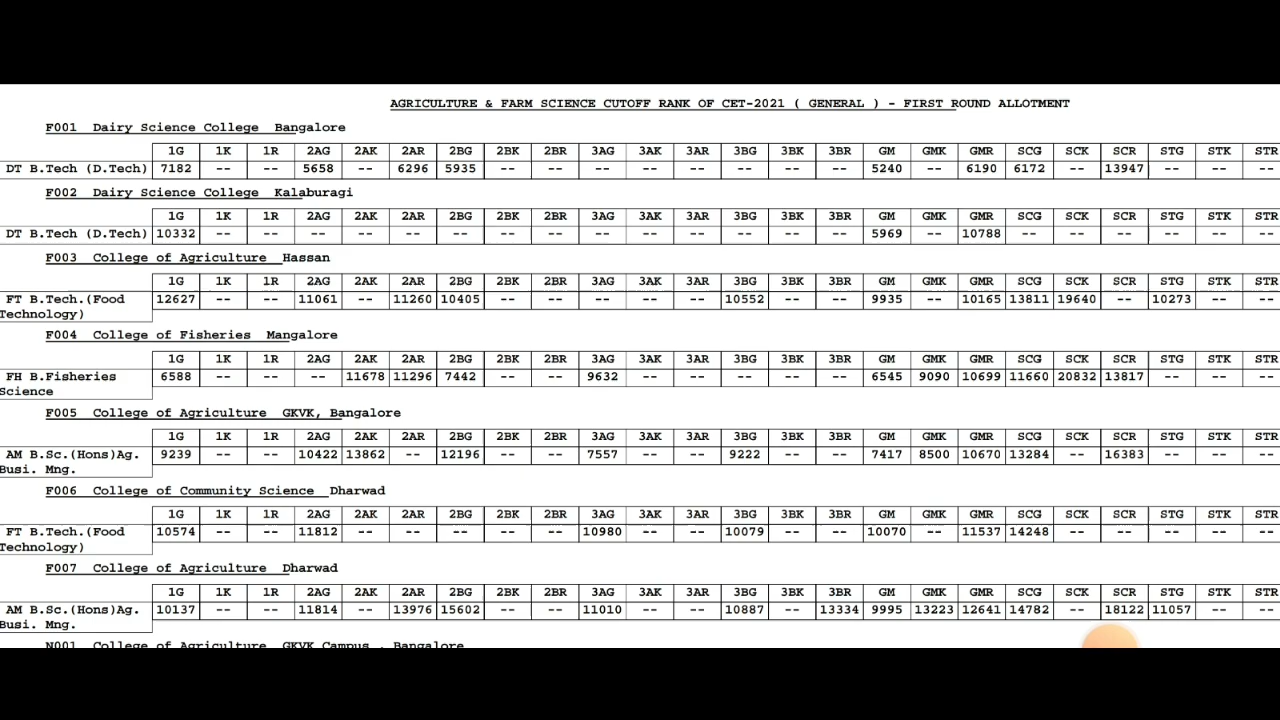 AGRICULTURE & FARM SCIENCE CUTOFF RANK OF CET-2021 ( GENERAL ) - FIRST ROUND ALLOTMENT
F001 Dairy Science College Bangalore
1G 1K 1R 2AG 2AK 2AR 2BG 2BK 2BR 3AG 3AK 3AR 3BG 3BK 3BR GM GMK GMR SCG SCK SCR STG STK STR
DT B.Tech (D.Tech) 7182 -- -- 5658 -- 6296 5935 -- -- -- -- -- -- -- -- 5240 -- 6190 6172 -- 13947 -- -- --
F002 Dairy Science College Kalaburagi
1G 1K 1R 2AG 2AK 2AR 2BG 2BK 2BR 3AG 3AK 3AR 3BG 3BK 3BR GM GMK GMR SCG SCK SCR STG STK STR
DT B.Tech (D.Tech) 10332 -- -- -- -- -- -- -- -- -- -- -- -- -- -- 5969 -- 10788 -- -- -- -- -- --
F003 College of Agriculture Hassan
1G 1K 1R 2AG 2AK 2AR 2BG 2BK 2BR 3AG 3AK 3AR 3BG 3BK 3BR GM GMK GMR SCG SCK SCR STG STK STR
FT B.Tech.(Food 12627 -- -- 11061 -- 11260 10405 -- -- -- -- -- 10552 -- -- 9935 -- 10165 13811 19640 -- 10273 -- --
Technology)
F004 College of Fisheries Mangalore
1G 1K 1R 2AG 2AK 2AR 2BG 2BK 2BR 3AG 3AK 3AR 3BG 3BK 3BR GM GMK GMR SCG SCK SCR STG STK STR
FH B.Fisheries 6588 -- -- -- 11678 11296 7442 -- -- 9632 -- -- -- -- -- 6545 9090 10699 11660 20832 13817 -- -- --
Science
F005 College of Agriculture GKVK, Bangalore
1G 1K 1R 2AG 2AK 2AR 2BG 2BK 2BR 3AG 3AK 3AR 3BG 3BK 3BR GM GMK GMR SCG SCK SCR STG STK STR
AM B.Sc.(Hons)Ag. 9239 -- -- 10422 13862 -- 12196 -- -- 7557 -- -- 9222 -- -- 7417 8500 10670 13284 -- 16383 -- -- --
Busi. Mng.
F006 College of Community Science Dharwad
1G 1K 1R 2AG 2AK 2AR 2BG 2BK 2BR 3AG 3AK 3AR 3BG 3BK 3BR GM GMK GMR SCG SCK SCR STG STK STR
FT B.Tech.(Food 10574 -- -- 11812 -- -- -- -- -- 10980 -- -- 10079 -- -- 10070 -- 11537 14248 -- -- -- -- --
Technology)
F007 College of Agriculture Dharwad
1G 1K 1R 2AG 2AK 2AR 2BG 2BK 2BR 3AG 3AK 3AR 3BG 3BK 3BR GM GMK GMR SCG SCK SCR STG STK STR
AM B.Sc.(Hons)Ag. 10137 -- -- 11814 -- 13976 15602 -- -- 11010 -- -- 10887 -- 13334 9995 13223 12641 14782 -- 18122 11057 -- --
Busi. Mng.
N001 College of Agriculture GKVK Campus , Bangalore